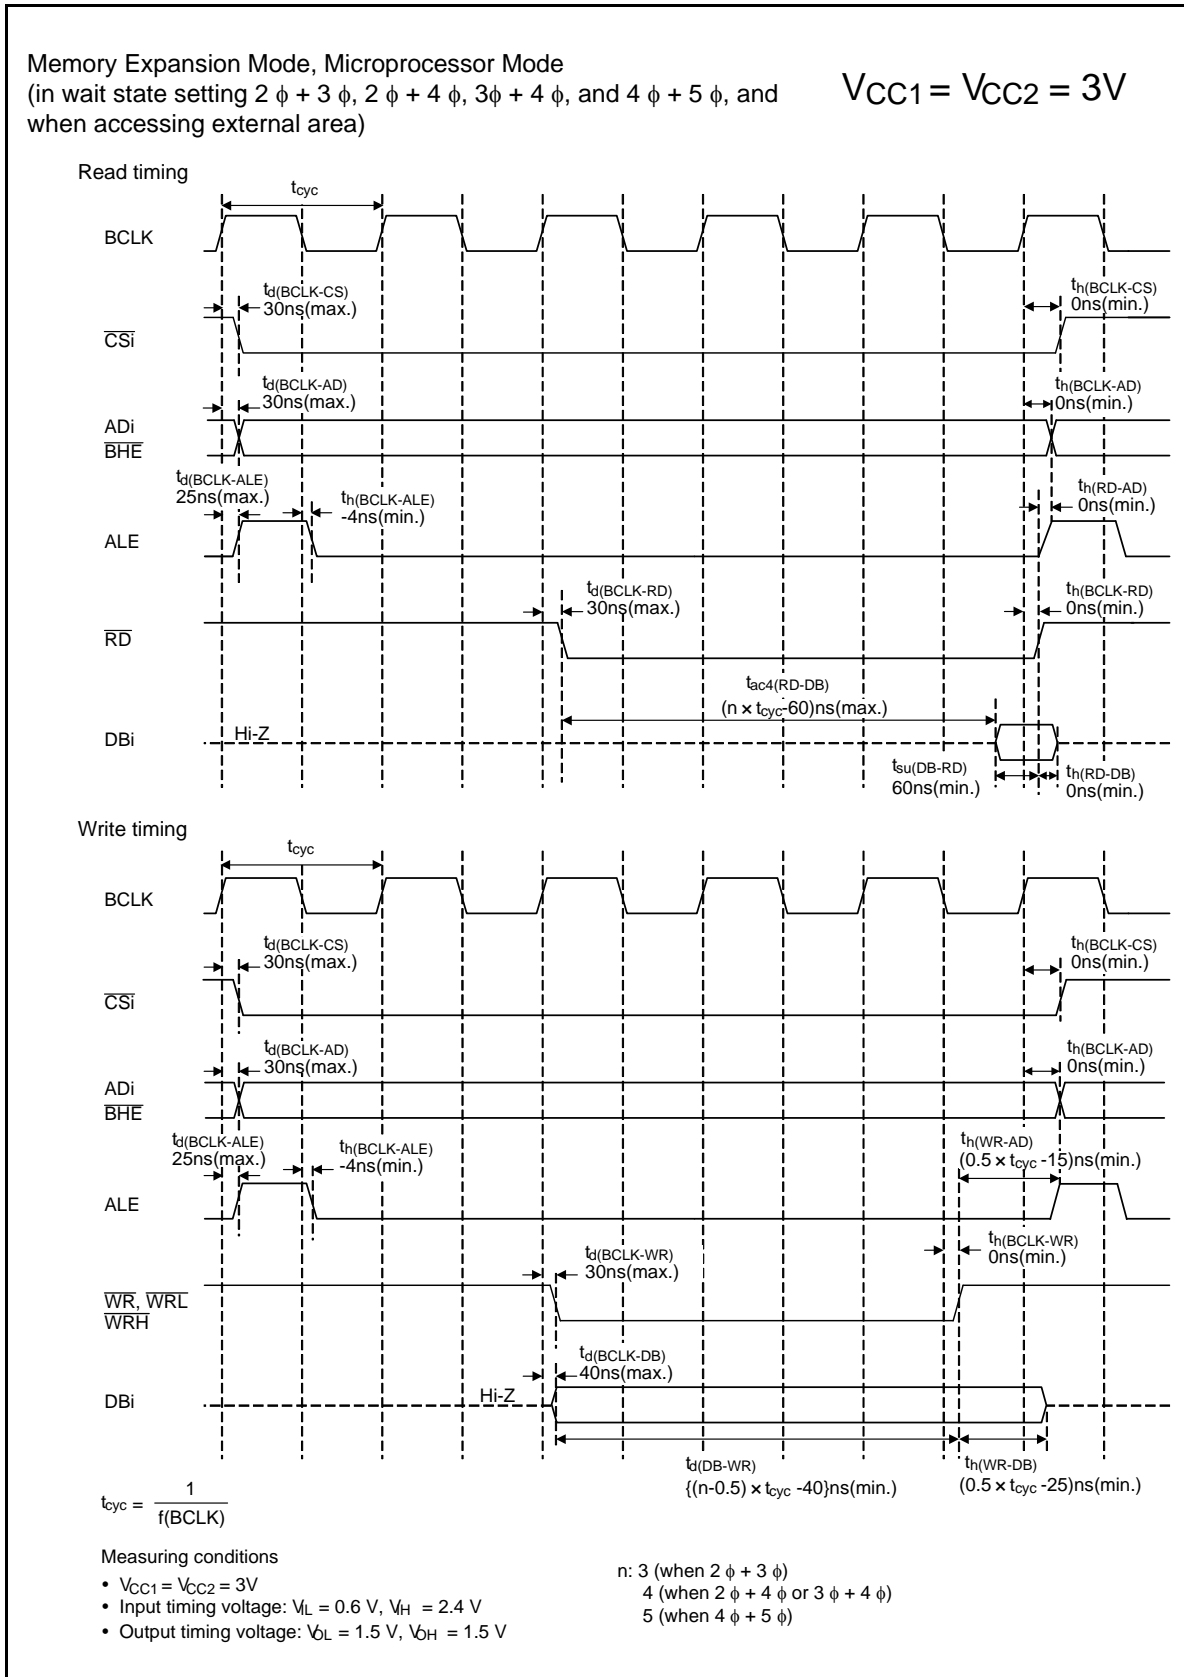 Memory Expansion Mode, Microprocessor Mode
(in wait state setting 2 ϕ + 3 ϕ, 2 ϕ + 4 ϕ, 3ϕ + 4 ϕ, and 4 ϕ + 5 ϕ, and
when accessing external area)
VCC1 = VCC2 = 3V
Read timing
tcyc
BCLK
td(BCLK-CS)
30ns(max.)
th(BCLK-CS)
0ns(min.)
CSi
td(BCLK-AD)
30ns(max.)
th(BCLK-AD)
0ns(min.)
ADi
BHE
td(BCLK-ALE)
25ns(max.)
th(BCLK-ALE)
-4ns(min.)
th(RD-AD)
0ns(min.)
ALE
td(BCLK-RD)
30ns(max.)
th(BCLK-RD)
0ns(min.)
RD
tac4(RD-DB)
(n × tcyc-60)ns(max.)
DBi
Hi-Z
tsu(DB-RD)
60ns(min.)
th(RD-DB)
0ns(min.)
Write timing
tcyc
BCLK
td(BCLK-CS)
30ns(max.)
th(BCLK-CS)
0ns(min.)
CSi
td(BCLK-AD)
30ns(max.)
th(BCLK-AD)
0ns(min.)
ADi
BHE
td(BCLK-ALE)
25ns(max.)
th(BCLK-ALE)
-4ns(min.)
th(WR-AD)
(0.5 × tcyc -15)ns(min.)
ALE
td(BCLK-WR)
30ns(max.)
th(BCLK-WR)
0ns(min.)
WR, WRL
WRH
td(BCLK-DB)
40ns(max.)
DBi
Hi-Z
td(DB-WR)
{(n-0.5) × tcyc -40}ns(min.)
th(WR-DB)
(0.5 × tcyc -25)ns(min.)
tcyc = 1
f(BCLK)
Measuring conditions
• VCC1 = VCC2 = 3V
• Input timing voltage: VIL = 0.6 V, VIH = 2.4 V
• Output timing voltage: VOL = 1.5 V, VOH = 1.5 V
n: 3 (when 2 ϕ + 3 ϕ)
4 (when 2 ϕ + 4 ϕ or 3 ϕ + 4 ϕ)
5 (when 4 ϕ + 5 ϕ)